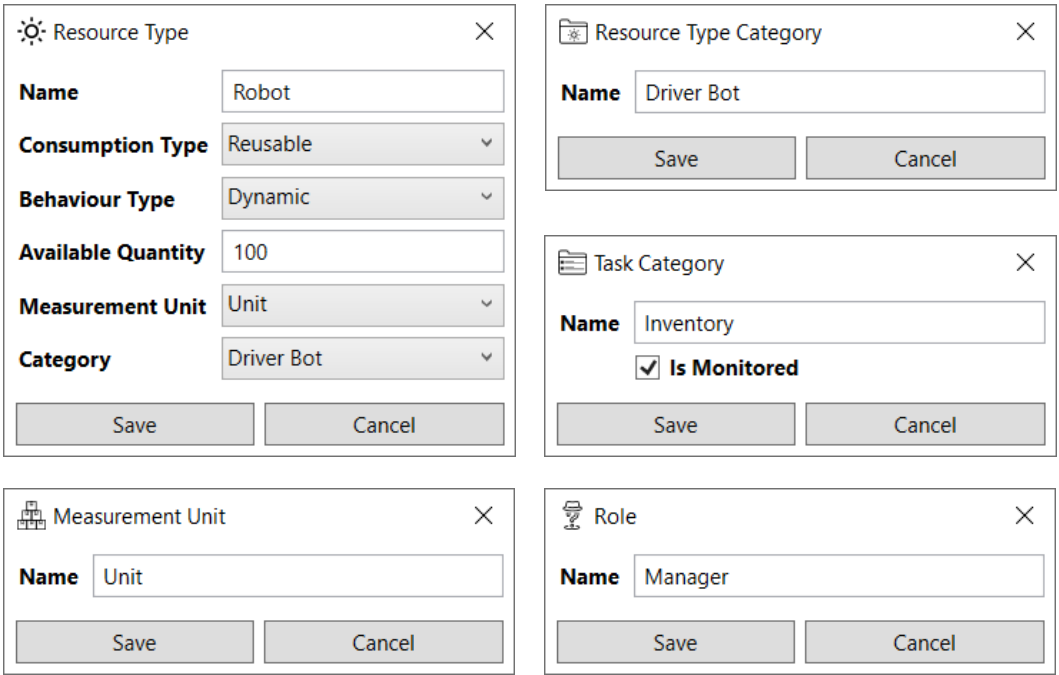 Resource Type
Name Robot
Consumption Type Reusable
Behaviour Type Dynamic
Available Quantity 100
Measurement Unit Unit
Category Driver Bot
Save Cancel
Resource Type Category
Name Driver Bot
Save Cancel
Task Category
Name Inventory
Is Monitored
Save Cancel
Measurement Unit
Name Unit
Save Cancel
Role
Name Manager
Save Cancel